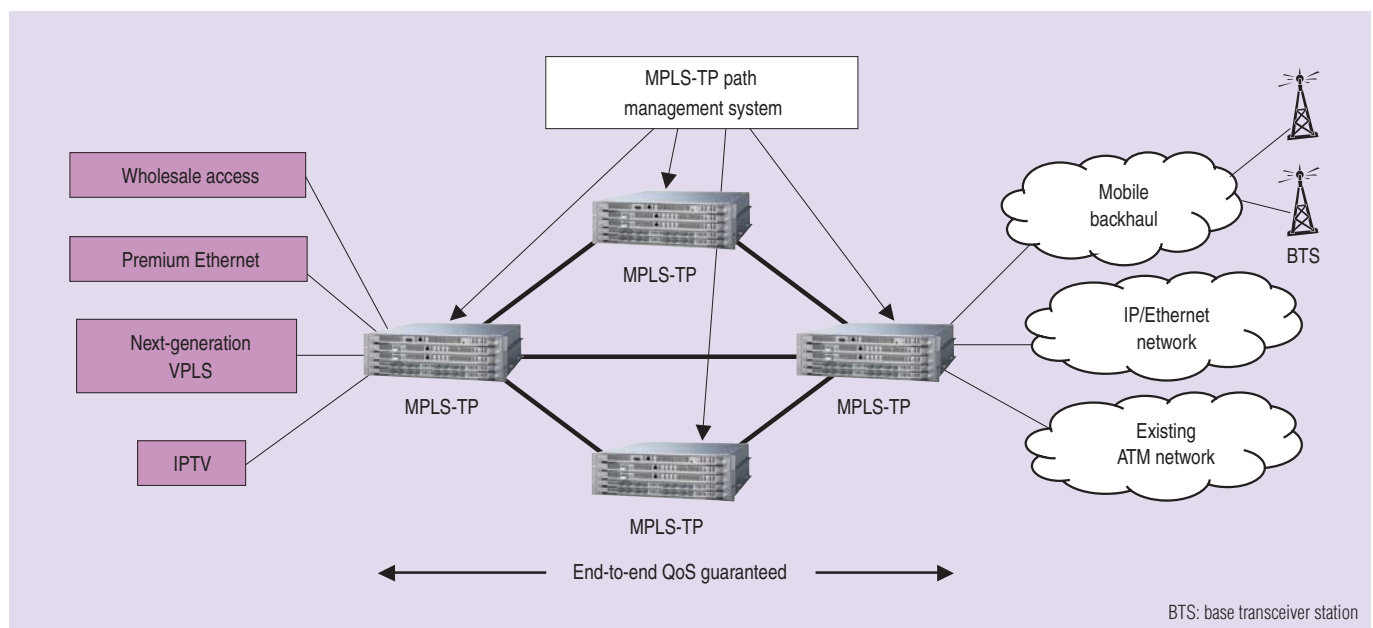 MPLS-TP path
management system
Wholesale access
Premium Ethernet
Next-generation
VPLS
IPTV
MPLS-TP
MPLS-TP
MPLS-TP
MPLS-TP
Mobile
backhaul
BTS
IP/Ethernet
network
Existing
ATM network
End-to-end QoS guaranteed
BTS: base transceiver station